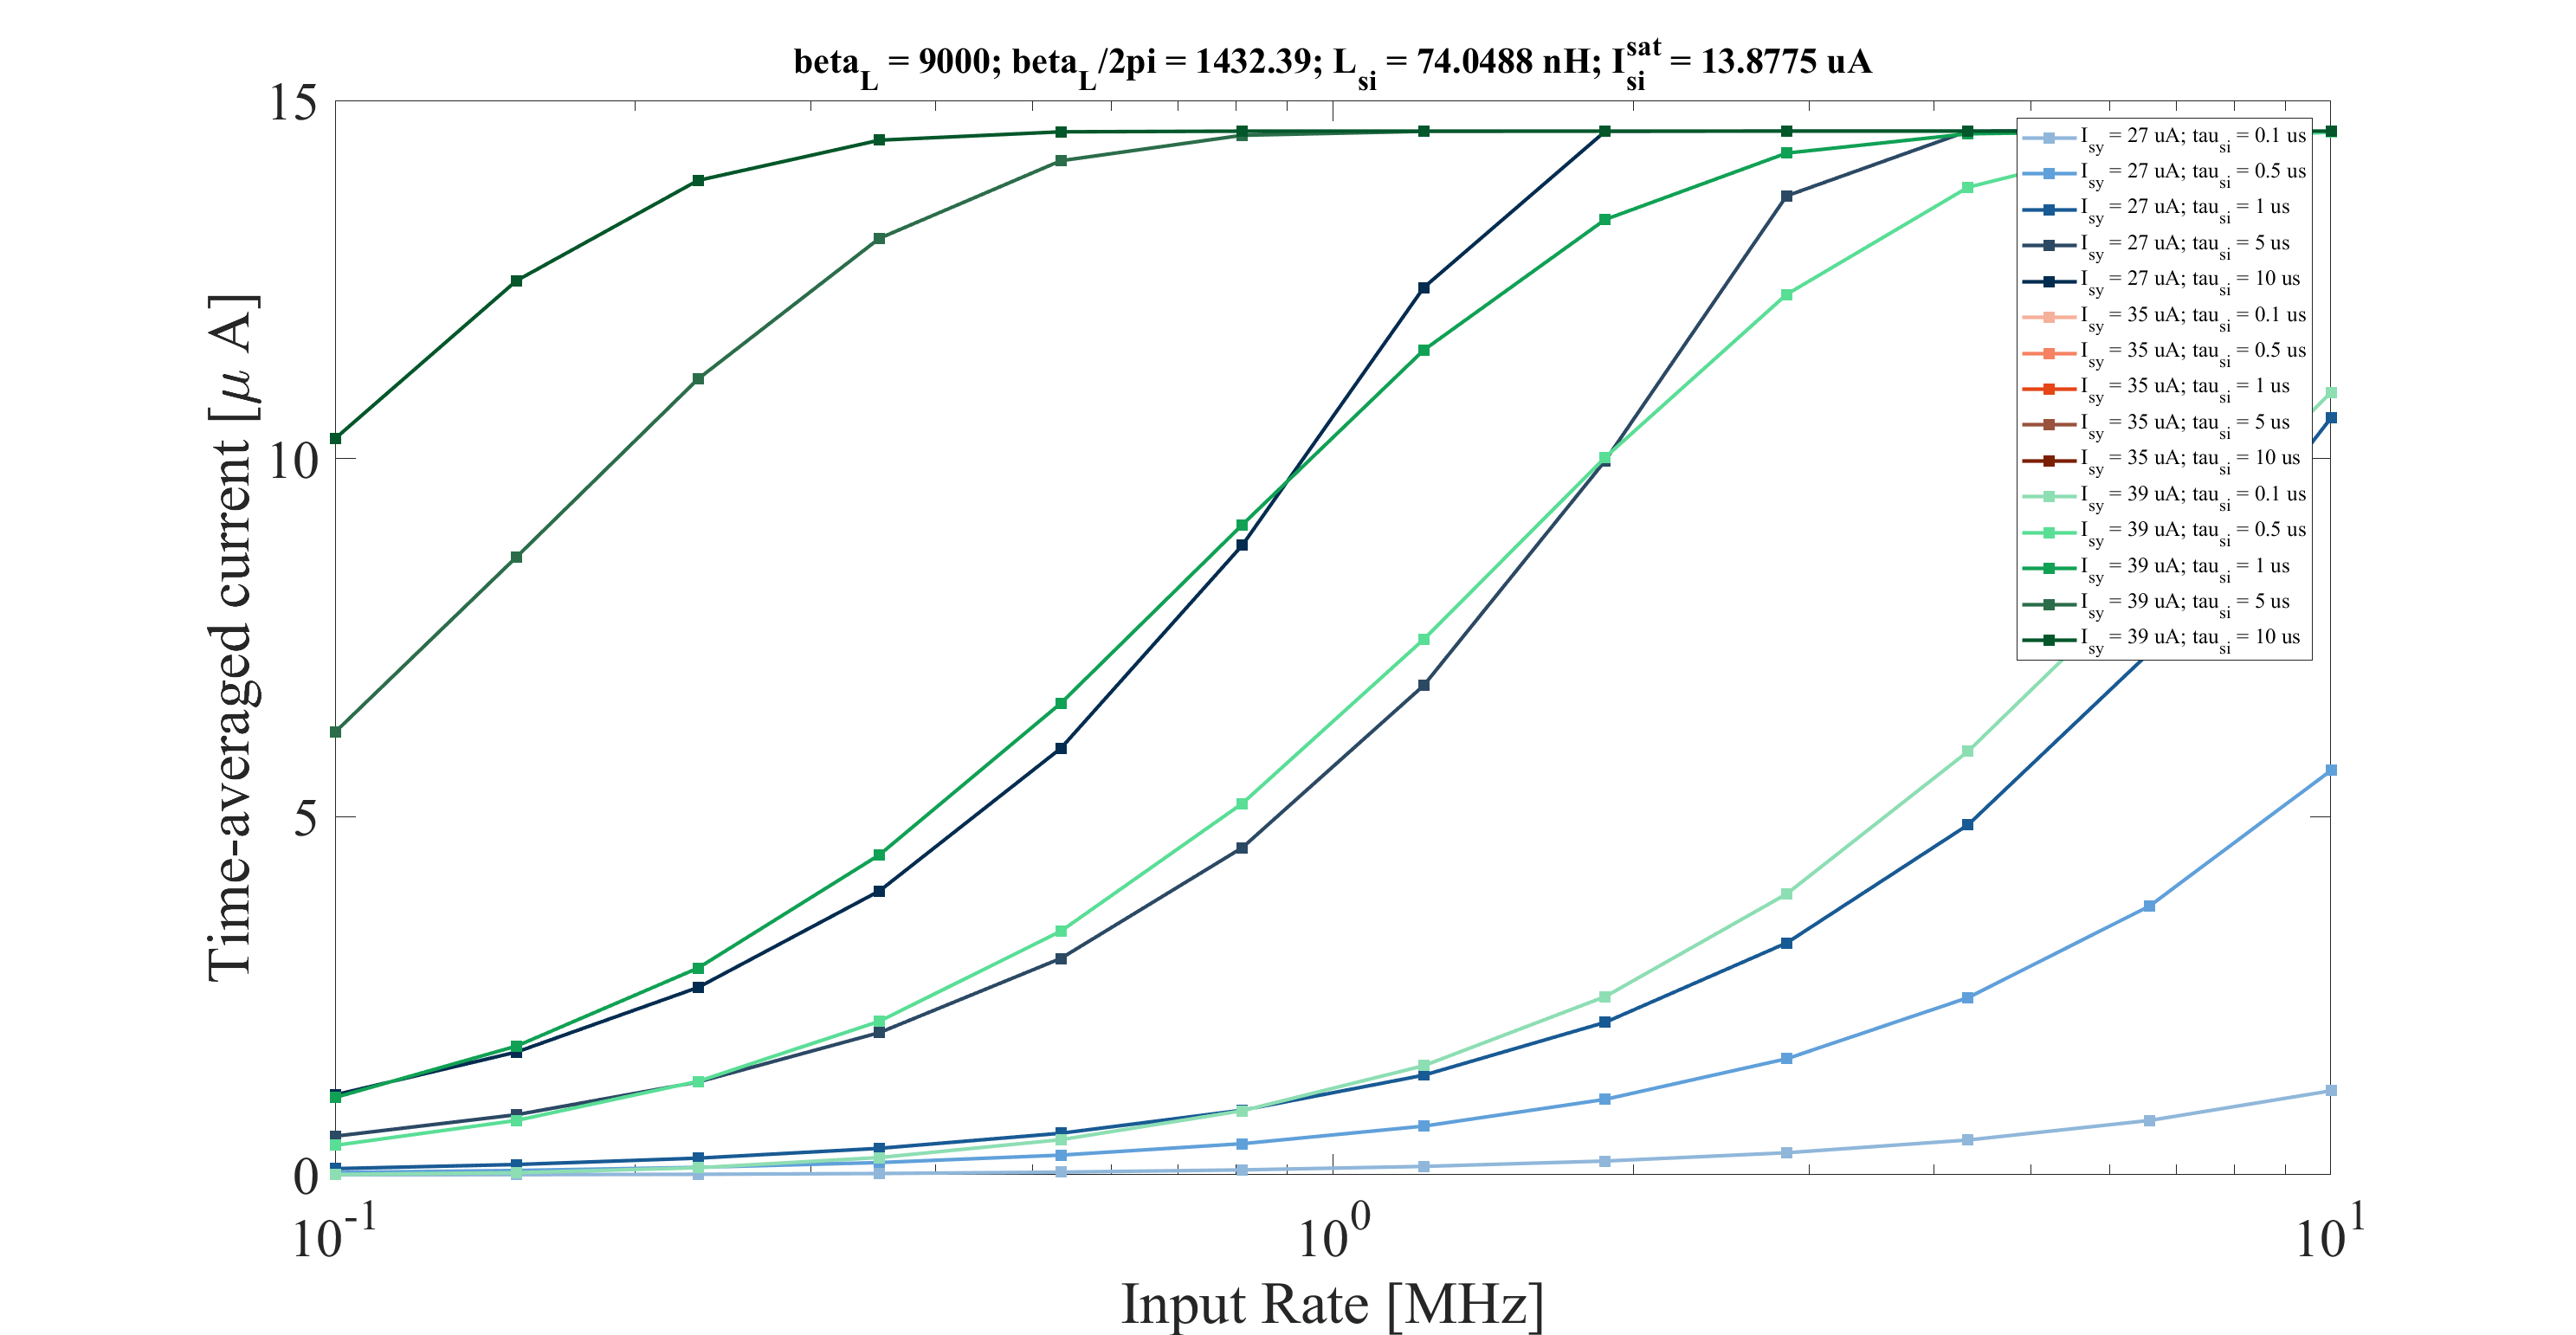 beta_L = 9000; beta_L/2pi = 1432.39; L_si = 74.0488 nH; I_si^sat = 13.8775 uA
15
10
5
0
Time-averaged current [μ A]
I_sy = 27 uA; tau_si = 0.1 us
I_sy = 27 uA; tau_si = 0.5 us
I_sy = 27 uA; tau_si = 1 us
I_sy = 27 uA; tau_si = 5 us
I_sy = 27 uA; tau_si = 10 us
I_sy = 35 uA; tau_si = 0.1 us
I_sy = 35 uA; tau_si = 0.5 us
I_sy = 35 uA; tau_si = 1 us
I_sy = 35 uA; tau_si = 5 us
I_sy = 35 uA; tau_si = 10 us
I_sy = 39 uA; tau_si = 0.1 us
I_sy = 39 uA; tau_si = 0.5 us
I_sy = 39 uA; tau_si = 1 us
I_sy = 39 uA; tau_si = 5 us
I_sy = 39 uA; tau_si = 10 us
10^-1 10^0 10^1
Input Rate [MHz]